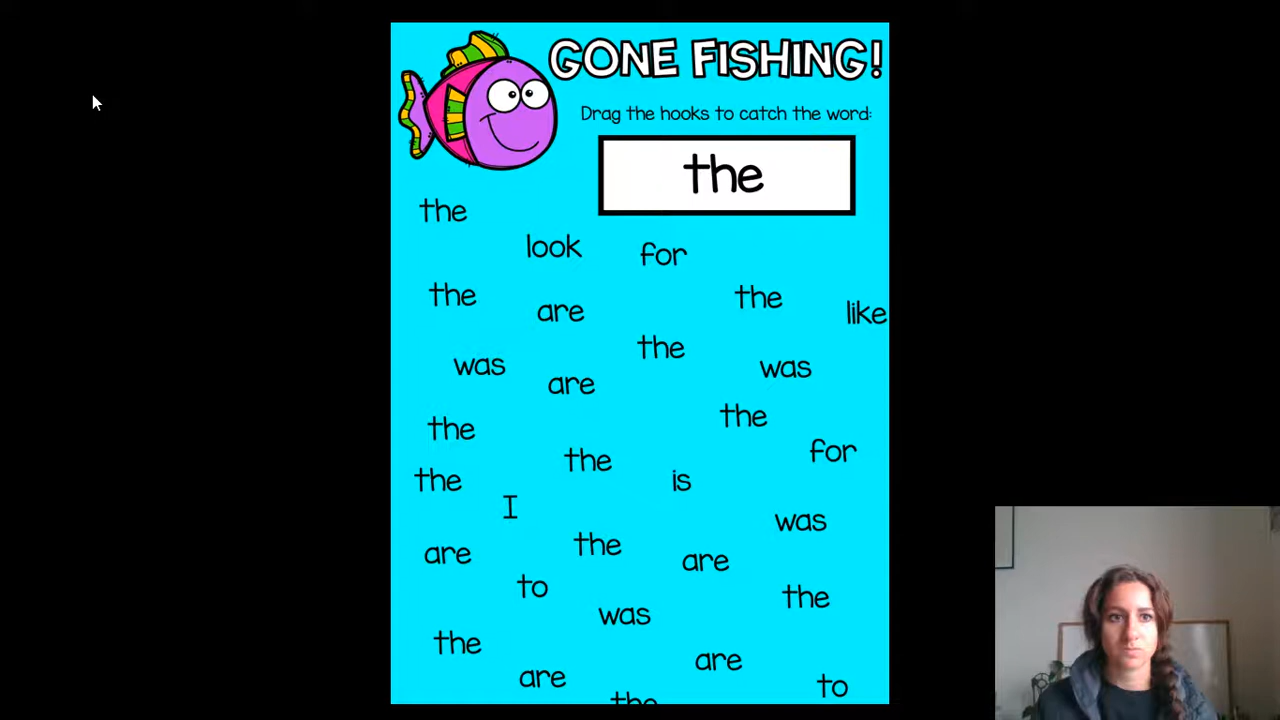 GONE FISHING!
Drag the hooks to catch the word:
the
the
look
for
the
are
the
like
was
are
the
was
the
the
the
for
the
I
is
was
are
the
are
to
was
the
the
are
are
to
the